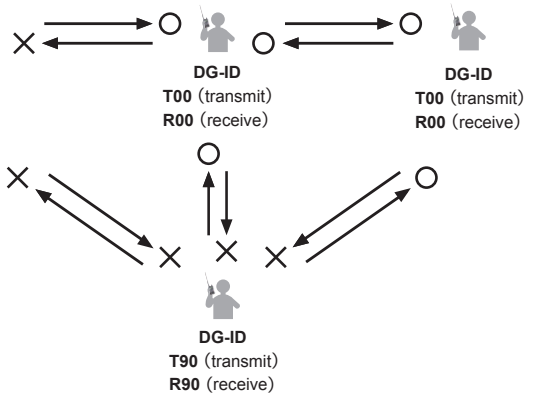 DG-ID
T00 (transmit)
R00 (receive)
DG-ID
T00 (transmit)
R00 (receive)
DG-ID
T90 (transmit)
R90 (receive)